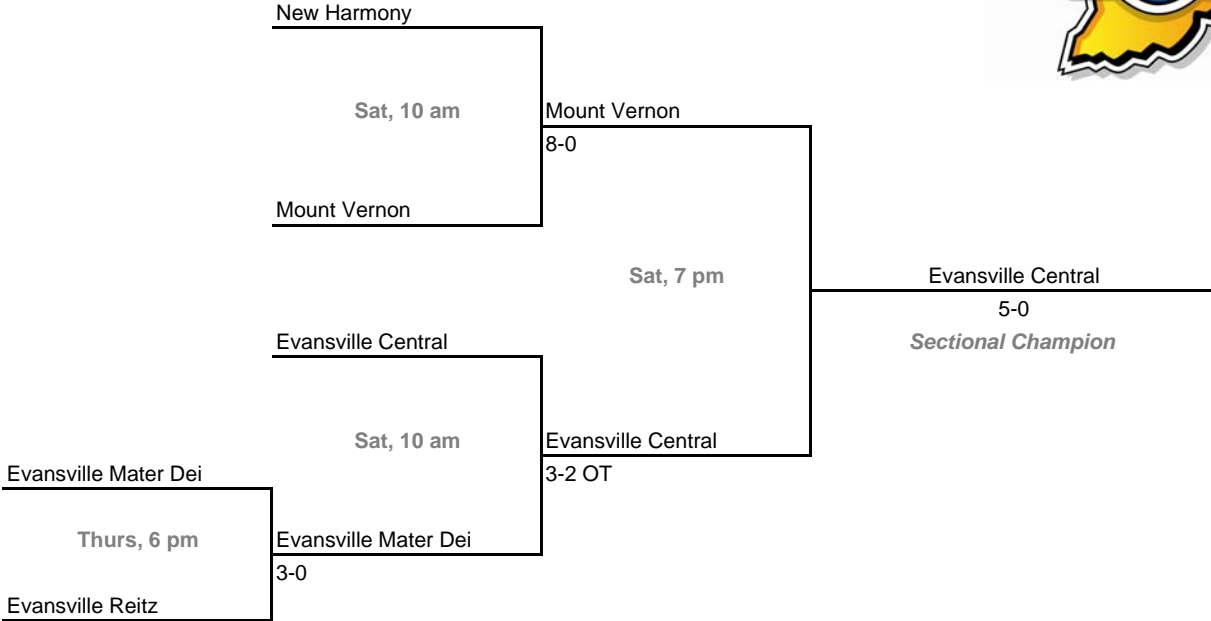 New Harmony
Sat, 10 am
Mount Vernon
8-0
Mount Vernon
Sat, 7 pm
Evansville Central
5-0
Evansville Central
Sectional Champion
Sat, 10 am
Evansville Central
Evansville Mater Dei
3-2 OT
Thurs, 6 pm
Evansville Mater Dei
3-0
Evansville Reitz